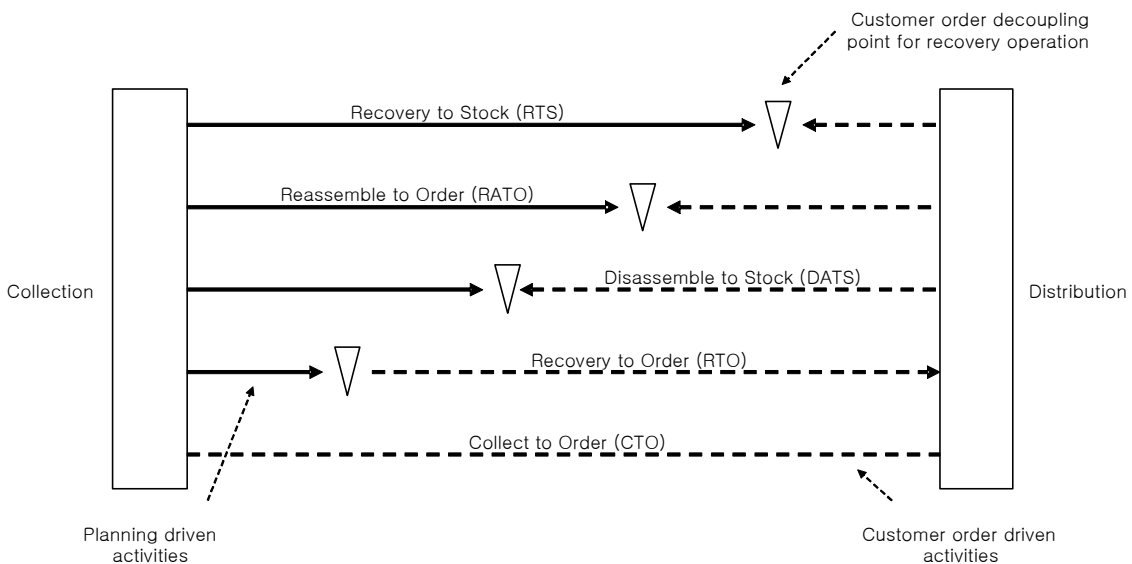 Customer order decoupling
point for recovery operation
Recovery to Stock (RTS)
Reassemble to Order (RATO)
Disassemble to Stock (DATS)
Collection
Distribution
Recovery to Order (RTO)
Collect to Order (CTO)
Planning driven
activities
Customer order driven
activities